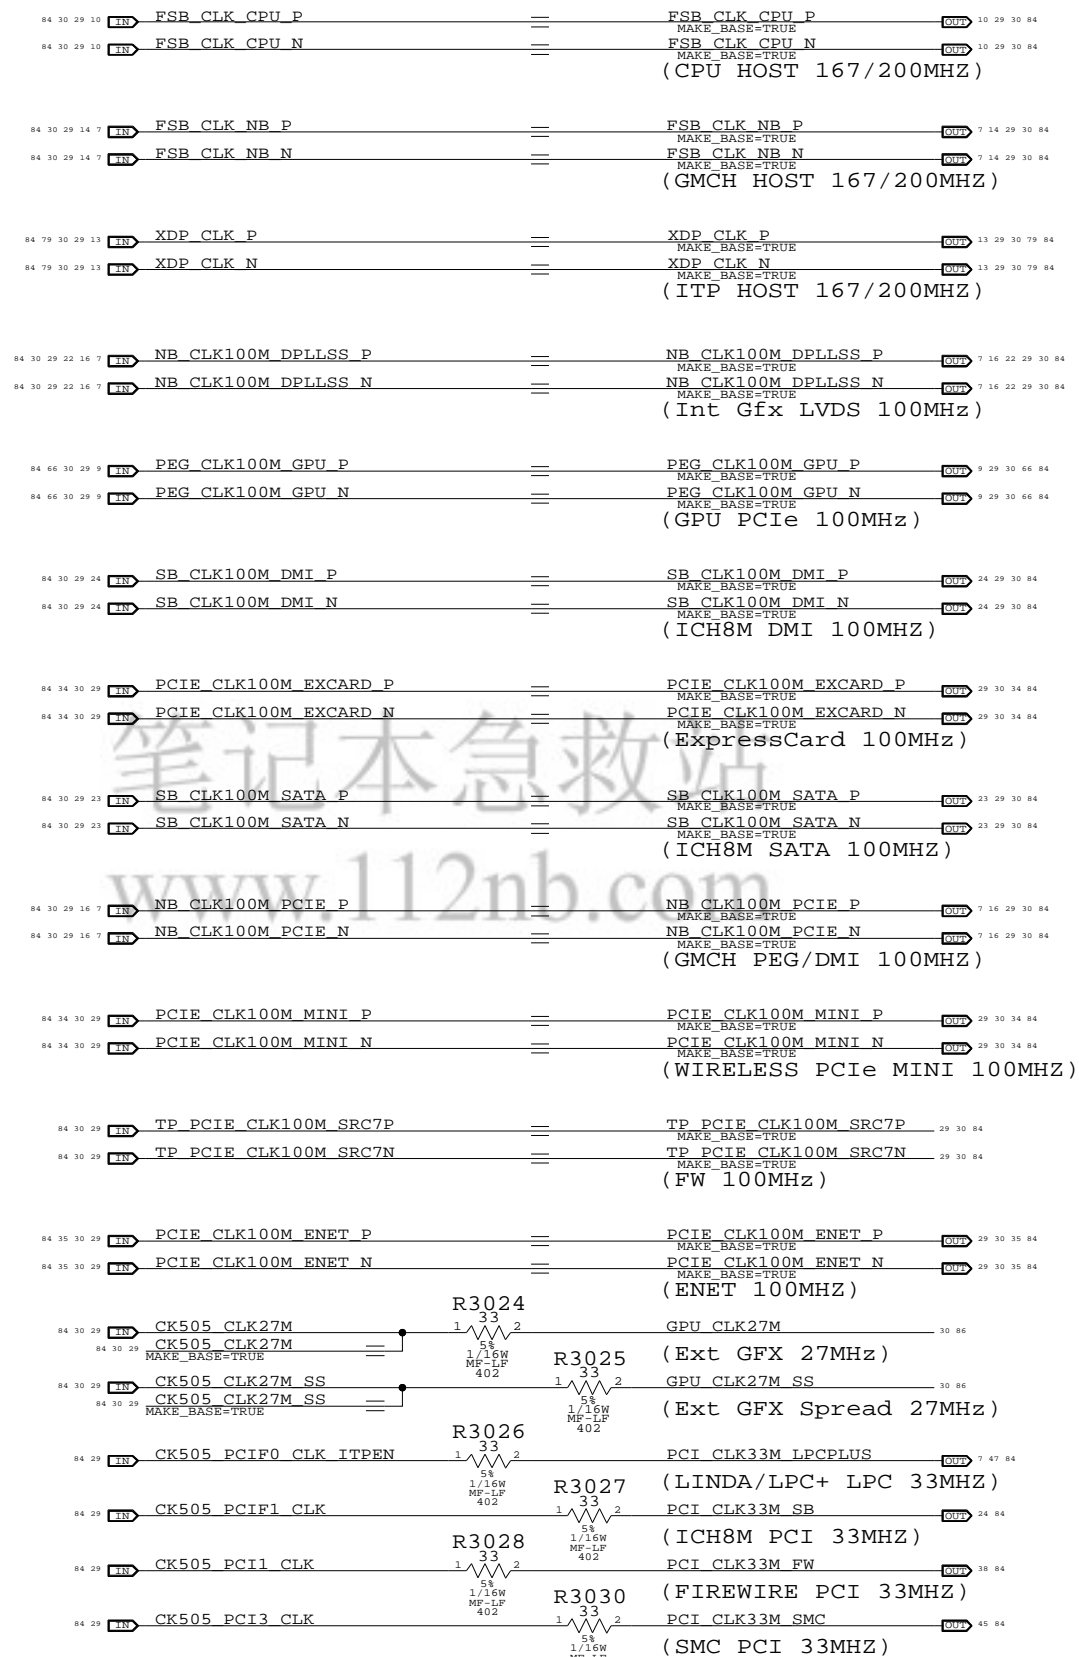 84 30 29 10 IN FSB_CLK_CPU_P FSB_CLK_CPU_P OUT 10 29 30 84
MAKE_BASE=TRUE
84 30 29 10 IN FSB_CLK_CPU_N FSB_CLK_CPU_N OUT 10 29 30 84
MAKE_BASE=TRUE
(CPU HOST 167/200MHZ)
84 30 29 14 7 IN FSB_CLK_NB_P FSB_CLK_NB_P OUT 7 14 29 30 84
MAKE_BASE=TRUE
84 30 29 14 7 IN FSB_CLK_NB_N FSB_CLK_NB_N OUT 7 14 29 30 84
MAKE_BASE=TRUE
(GMCH HOST 167/200MHZ)
84 79 30 29 13 IN XDP_CLK_P XDP_CLK_P OUT 13 29 30 79 84
MAKE_BASE=TRUE
84 79 30 29 13 IN XDP_CLK_N XDP_CLK_N OUT 13 29 30 79 84
MAKE_BASE=TRUE
(ITP HOST 167/200MHZ)
84 30 29 22 16 7 IN NB_CLK100M_DPLLSS_P NB_CLK100M_DPLLSS_P OUT 7 16 22 29 30 84
MAKE_BASE=TRUE
84 30 29 22 16 7 IN NB_CLK100M_DPLLSS_N NB_CLK100M_DPLLSS_N OUT 7 16 22 29 30 84
MAKE_BASE=TRUE
(Int Gfx LVDS 100MHz)
84 66 30 29 9 IN PEG_CLK100M_GPU_P PEG_CLK100M_GPU_P OUT 9 29 30 66 84
MAKE_BASE=TRUE
84 66 30 29 9 IN PEG_CLK100M_GPU_N PEG_CLK100M_GPU_N OUT 9 29 30 66 84
MAKE_BASE=TRUE
(GPU PCIe 100MHz)
84 30 29 24 IN SB_CLK100M_DMI_P SB_CLK100M_DMI_P OUT 24 29 30 84
MAKE_BASE=TRUE
84 30 29 24 IN SB_CLK100M_DMI_N SB_CLK100M_DMI_N OUT 24 29 30 84
MAKE_BASE=TRUE
(ICH8M DMI 100MHZ)
84 34 30 29 IN PCIE_CLK100M_EXCARD_P PCIE_CLK100M_EXCARD_P OUT 29 30 34 84
MAKE_BASE=TRUE
84 34 30 29 IN PCIE_CLK100M_EXCARD_N PCIE_CLK100M_EXCARD_N OUT 29 30 34 84
MAKE_BASE=TRUE
(ExpressCard 100MHz)
笔记本急救站
84 30 29 23 IN SB_CLK100M_SATA_P SB_CLK100M_SATA_P OUT 23 29 30 84
MAKE_BASE=TRUE
84 30 29 23 IN SB_CLK100M_SATA_N SB_CLK100M_SATA_N OUT 23 29 30 84
MAKE_BASE=TRUE
(ICH8M SATA 100MHZ)
www.112nb.com
84 30 29 16 7 IN NB_CLK100M_PCIE_P NB_CLK100M_PCIE_P OUT 7 16 29 30 84
MAKE_BASE=TRUE
84 30 29 16 7 IN NB_CLK100M_PCIE_N NB_CLK100M_PCIE_N OUT 7 16 29 30 84
MAKE_BASE=TRUE
(GMCH PEG/DMI 100MHZ)
84 34 30 29 IN PCIE_CLK100M_MINI_P PCIE_CLK100M_MINI_P OUT 29 30 34 84
MAKE_BASE=TRUE
84 34 30 29 IN PCIE_CLK100M_MINI_N PCIE_CLK100M_MINI_N OUT 29 30 34 84
MAKE_BASE=TRUE
(WIRELESS PCIe MINI 100MHZ)
84 30 29 IN TP_PCIE_CLK100M_SRC7P TP_PCIE_CLK100M_SRC7P 29 30 84
MAKE_BASE=TRUE
84 30 29 IN TP_PCIE_CLK100M_SRC7N TP_PCIE_CLK100M_SRC7N 29 30 84
MAKE_BASE=TRUE
(FW 100MHz)
84 35 30 29 IN PCIE_CLK100M_ENET_P PCIE_CLK100M_ENET_P OUT 29 30 35 84
MAKE_BASE=TRUE
84 35 30 29 IN PCIE_CLK100M_ENET_N PCIE_CLK100M_ENET_N OUT 29 30 35 84
MAKE_BASE=TRUE
(ENET 100MHZ)
R3024
33
84 30 29 IN CK505_CLK27M 1 2 GPU_CLK27M 30 86
84 30 29 CK505_CLK27M
MAKE_BASE=TRUE
5%
1/16W
MF-LF
402
(Ext GFX 27MHz)
R3025
33
84 30 29 IN CK505_CLK27M_SS 1 2 GPU_CLK27M_SS 30 86
84 30 29 CK505_CLK27M_SS
MAKE_BASE=TRUE
5%
1/16W
MF-LF
402
(Ext GFX Spread 27MHz)
R3026
33
84 29 IN CK505_PCIF0_CLK_ITPEN 1 2 PCI_CLK33M_LPCPLUS OUT 7 47 84
5%
1/16W
MF-LF
402
(LINDA/LPC+ LPC 33MHZ)
R3027
33
84 29 IN CK505_PCIF1_CLK 1 2 PCI_CLK33M_SB OUT 24 84
5%
1/16W
MF-LF
402
(ICH8M PCI 33MHZ)
R3028
33
84 29 IN CK505_PCI1_CLK 1 2 PCI_CLK33M_FW OUT 38 84
5%
1/16W
MF-LF
402
(FIREWIRE PCI 33MHZ)
R3030
33
84 29 IN CK505_PCI3_CLK 1 2 PCI_CLK33M_SMC OUT 45 84
5%
1/16W
(SMC PCI 33MHZ)